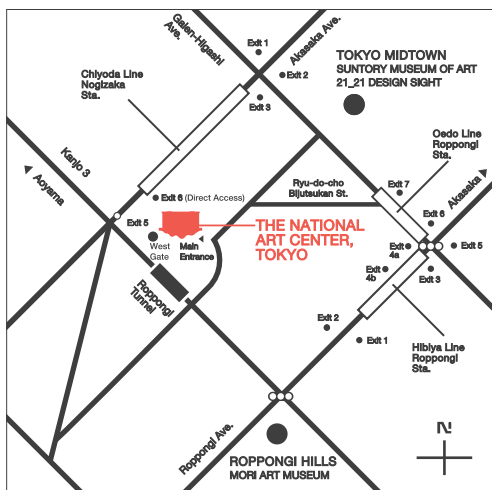 Gaien-Higashi
Ave.
Exit 1
Akasaka Ave.
Exit 2
Exit 3
TOKYO MIDTOWN
SUNTORY MUSEUM OF ART
21_21 DESIGN SIGHT
Chiyoda Line
Nogizaka
Sta.
Oedo Line
Roppongi
Sta.
Kanjo 3
Aoyama
Akasaka
Ryu-do-cho
Bijutsukan St.
Exit 7
Exit 6 (Direct Access)
Exit 5
West
Gate
Main
Entrance
THE NATIONAL
ART CENTER,
TOKYO
Exit 6
Exit
4a
Exit 5
Exit
4b
Exit 3
Roppongi
Tunnel
Exit 2
Exit 1
Hibiya Line
Roppongi
Sta.
Roppongi Ave.
ROPPONGI HILLS
MORI ART MUSEUM
N